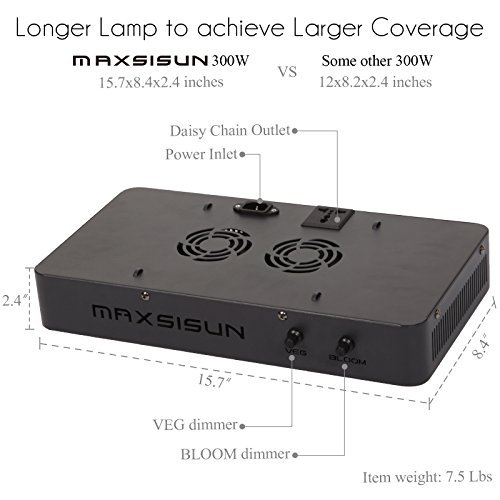 Longer Lamp to achieve Larger Coverage
MAXSISUN 300W
VS
Some other 300W
15.7x8.4x2.4 inches
12x8.2x2.4 inches
Daisy Chain Outlet
Power Inlet
2.4"
MAXSISUN
VEG
BLOOM
8.4"
15.7"
VEG dimmer
BLOOM dimmer
Item weight: 7.5 Lbs